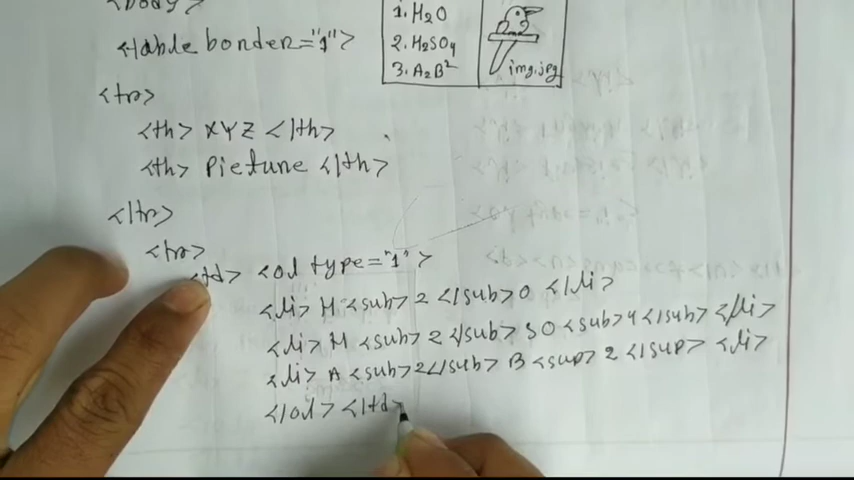 <body>
<table bonder="1">
1. H₂O
2. H₂SO₄
3. A₂B²
img.jpg
<tr>
<th> XYZ </th>
<th> Pietune </th>
</tr>
<tr>
<td> <ol type="1">
<li> H <sub> 2 </sub> O </li>
<li> H <sub> 2 </sub> SO <sub> 4 </sub> </li>
<li> A <sub> 2 </sub> B <sup> 2 </sup> <li>
</ol> </td>